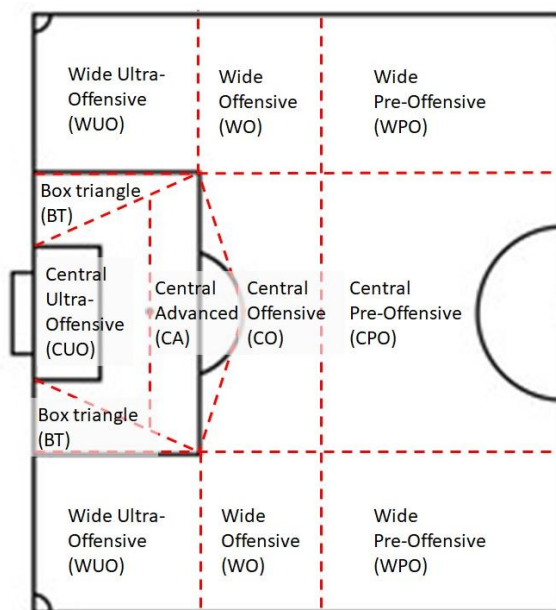 Wide Ultra-
Offensive
(WUO)
Wide
Offensive
(WO)
Wide
Pre-Offensive
(WPO)
Box triangle
(BT)
Central
Ultra-
Offensive
(CUO)
Central
Advanced
(CA)
Central
Offensive
(CO)
Central
Pre-Offensive
(CPO)
Box triangle
(BT)
Wide Ultra-
Offensive
(WUO)
Wide
Offensive
(WO)
Wide
Pre-Offensive
(WPO)